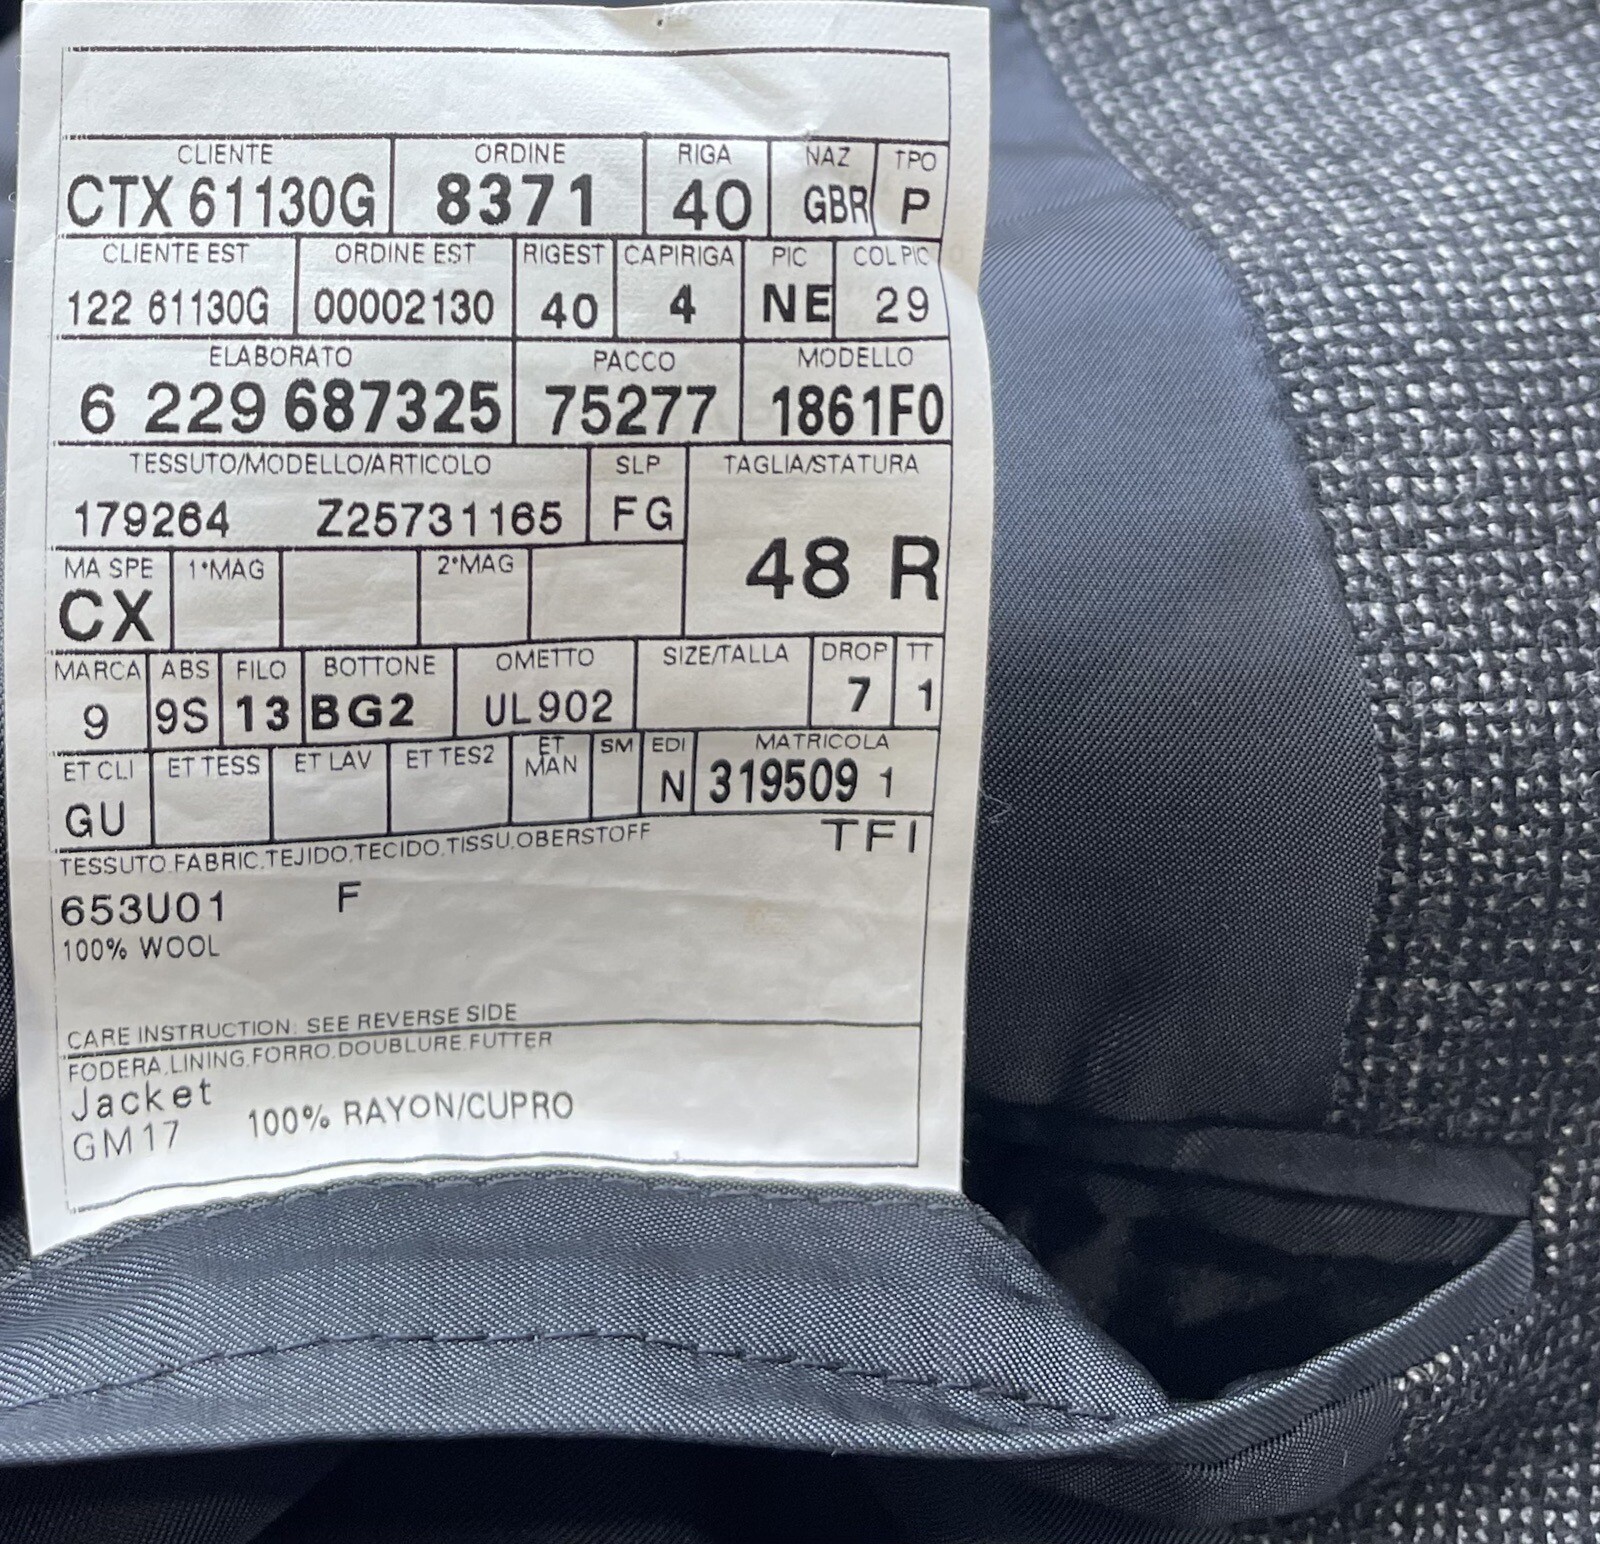 CLIENTE ORDINE RIGA NAZ TPO
CTX 61130G 8371 40 GBR P
CLIENTE EST ORDINE EST RIGEST CAPIRIGA PIC COL PIC
122 61130G 00002130 40 4 NE 29
ELABORATO PACCO MODELLO
6 229 687325 75277 1861F0
TESSUTO/MODELLO/ARTICOLO SLP TAGLIA/STATURA
179264 Z25731165 FG
48 R
MA SPE 1°MAG 2°MAG
CX
MARCA ABS FILO BOTTONE OMETTO SIZE/TALLA DROP TT
9 9S 13 BG2 UL902 7 1
ET CLI ET TESS ET LAV ET TES2 ET MAN SM EDI MATRICOLA
GU N 319509 1
TESSUTO.FABRIC.TEJIDO.TECIDO.TISSU.OBERSTOFF TFI
653U01 F
100% WOOL
CARE INSTRUCTION: SEE REVERSE SIDE
FODERA.LINING.FORRO.DOUBLURE.FUTTER
Jacket
GM17 100% RAYON/CUPRO